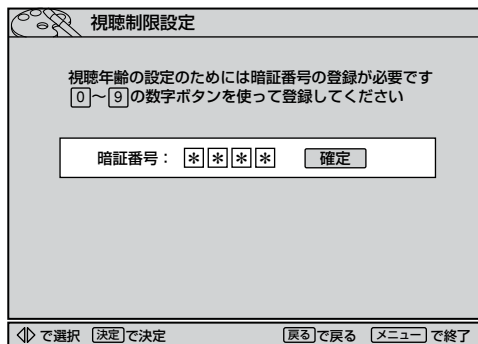 視聴制限設定
視聴年齢の設定のためには暗証番号の登録が必要です
0～9の数字ボタンを使って登録してください
暗証番号： ＊＊＊＊ 確定
で選択 決定で決定 戻るで戻る メニューで終了